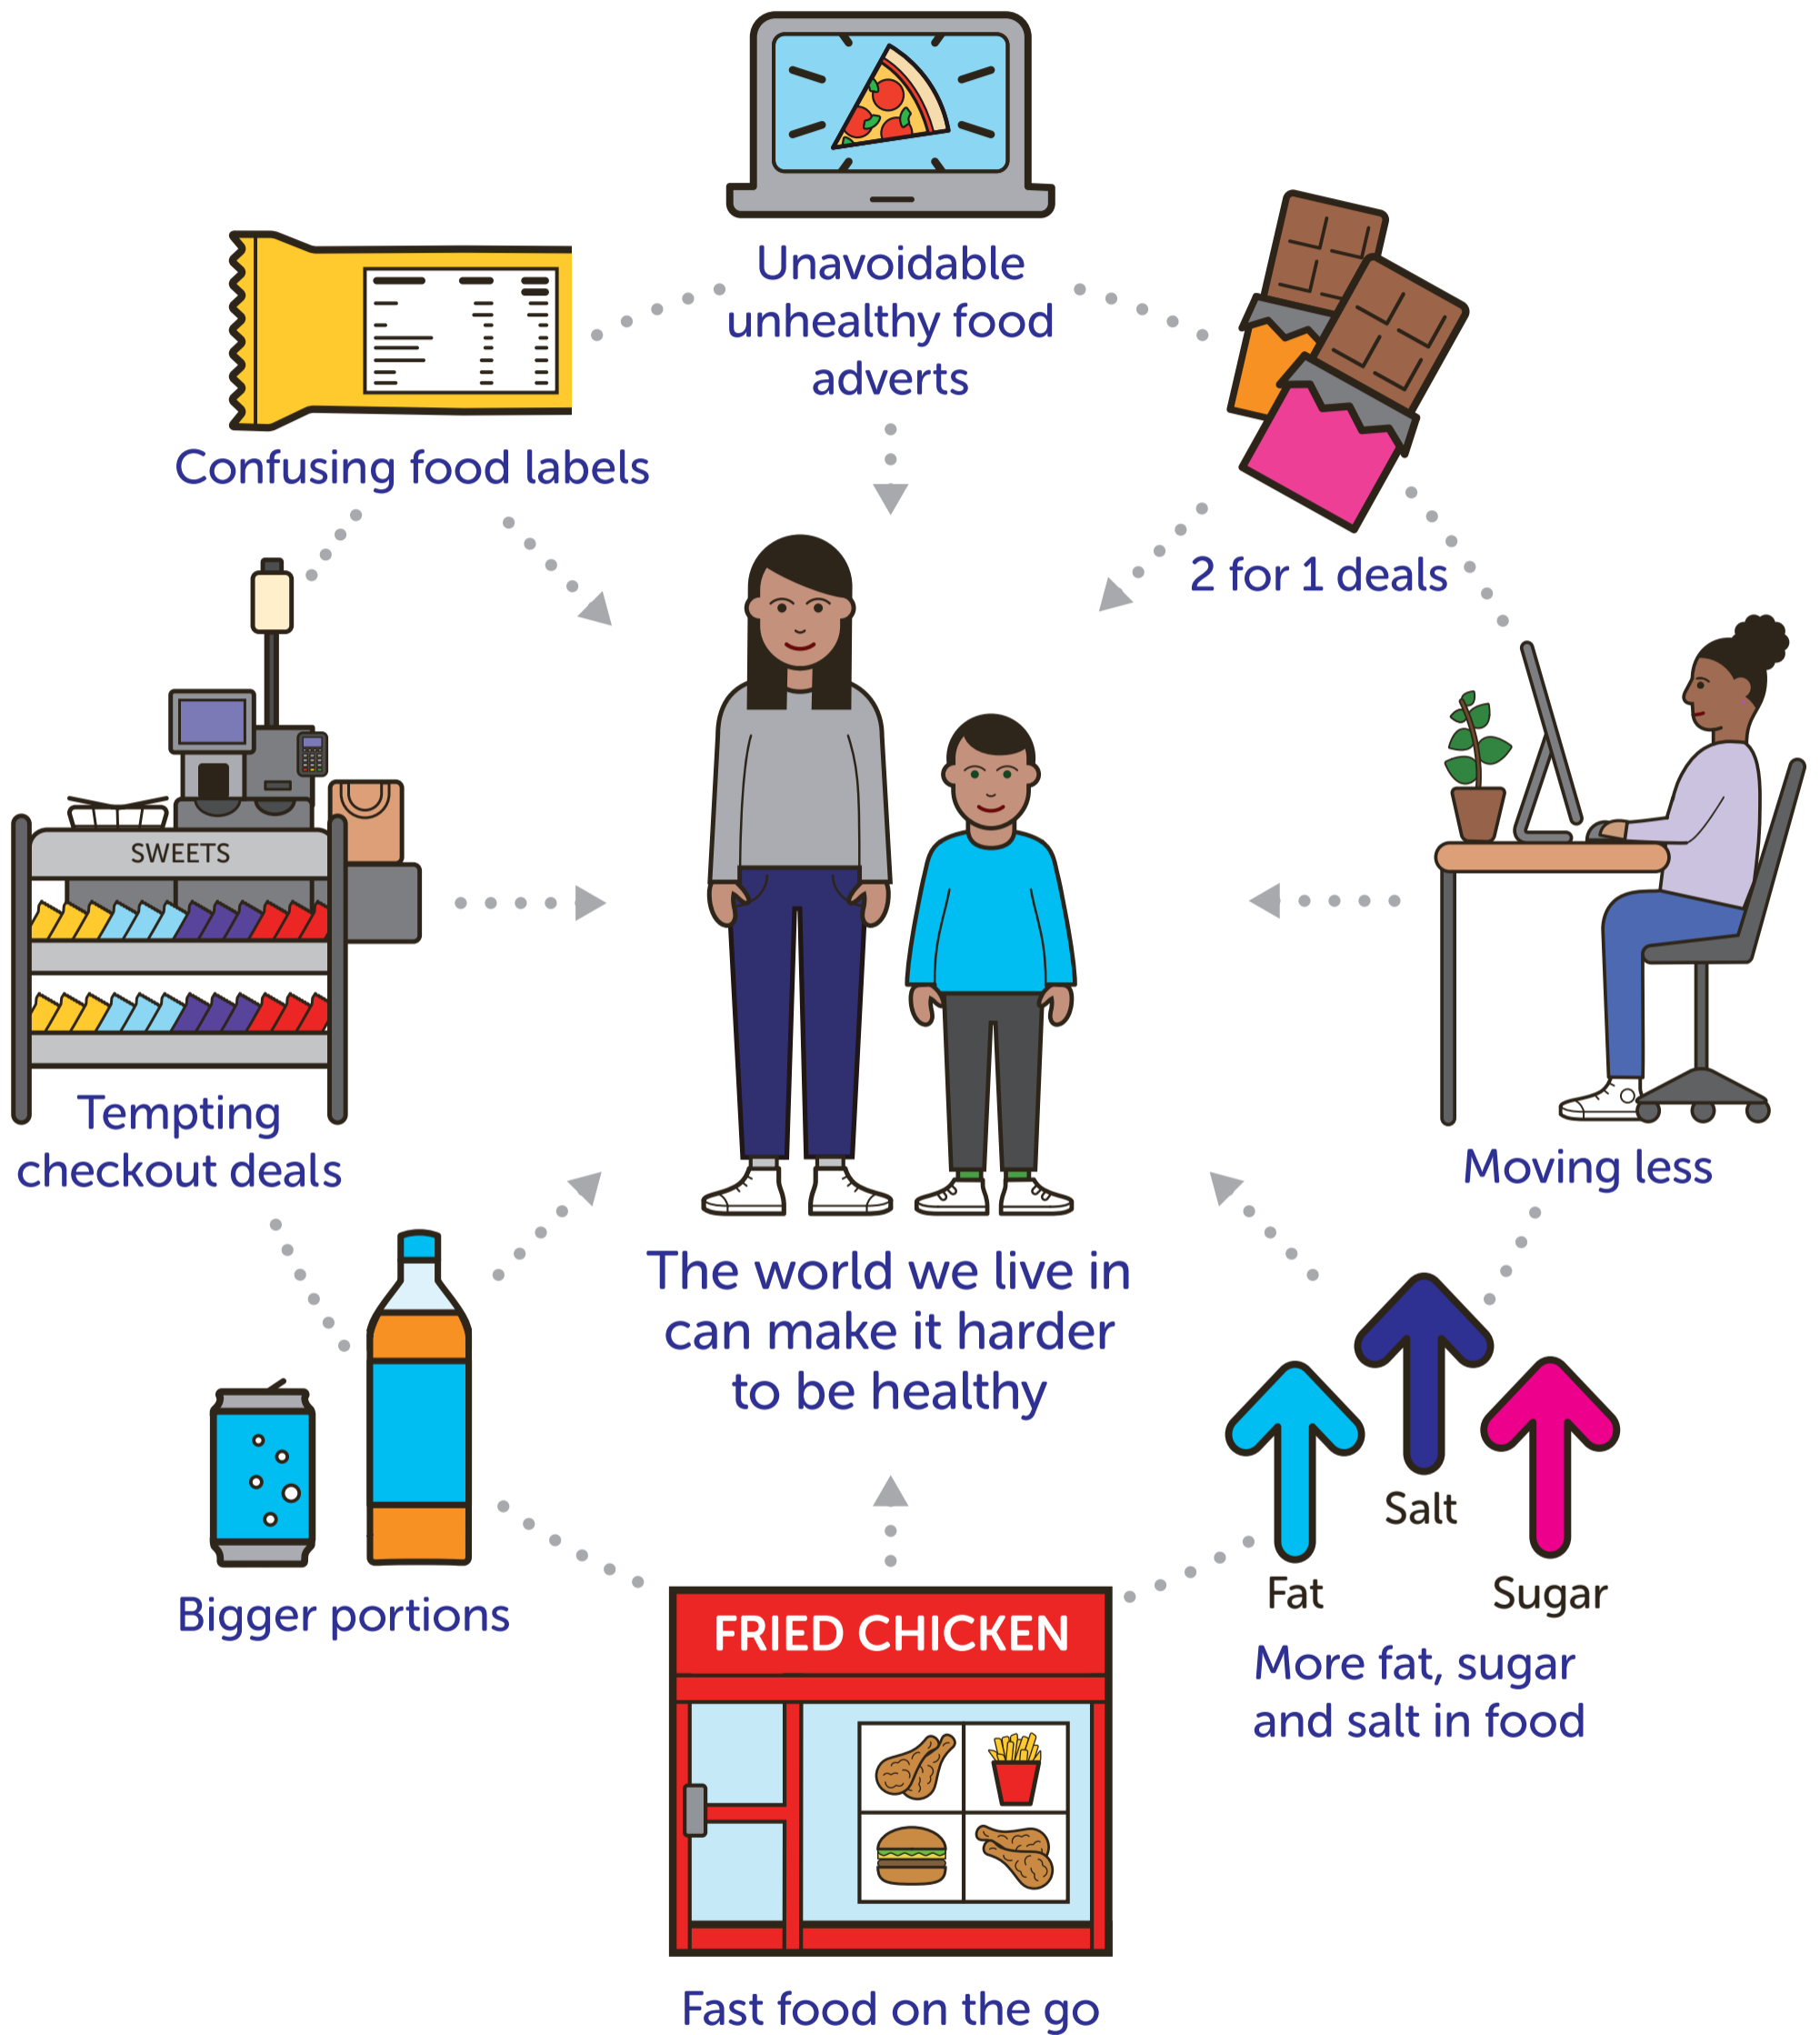 Unavoidable
unhealthy food
adverts
Confusing food labels
2 for 1 deals
SWEETS
Tempting
checkout deals
Moving less
The world we live in
can make it harder
to be healthy
Bigger portions
Salt
Fat
Sugar
More fat, sugar
and salt in food
FRIED CHICKEN
Fast food on the go